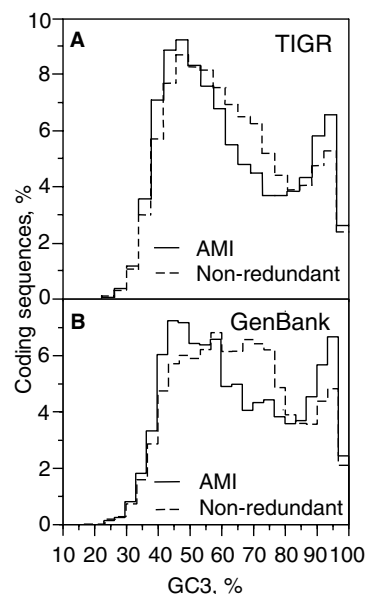 10
A
TIGR
8
6
4
2
0
AMI
Non-redundant
Coding sequences, %
B
GenBank
6
4
2
0
AMI
Non-redundant
10 20 30 40 50 60 70 80 90 100
GC3, %